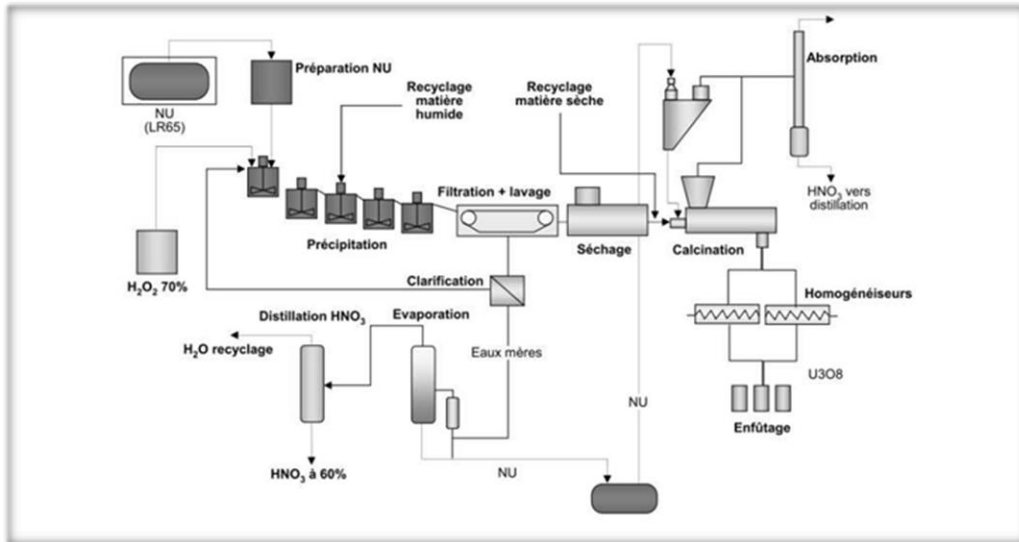 Préparation NU
Absorption
Recyclage
matière
humide
Recyclage
matière sèche
NU
(LR65)
HNO₃ vers
distillation
Filtration + lavage
Précipitation
Séchage
Calcination
H₂O₂ 70%
Clarification
Homogénéiseurs
Distillation HNO₃
Evaporation
H₂O recyclage
Eaux mères
U3O8
NU
Enfûtage
HNO₃ à 60%
NU